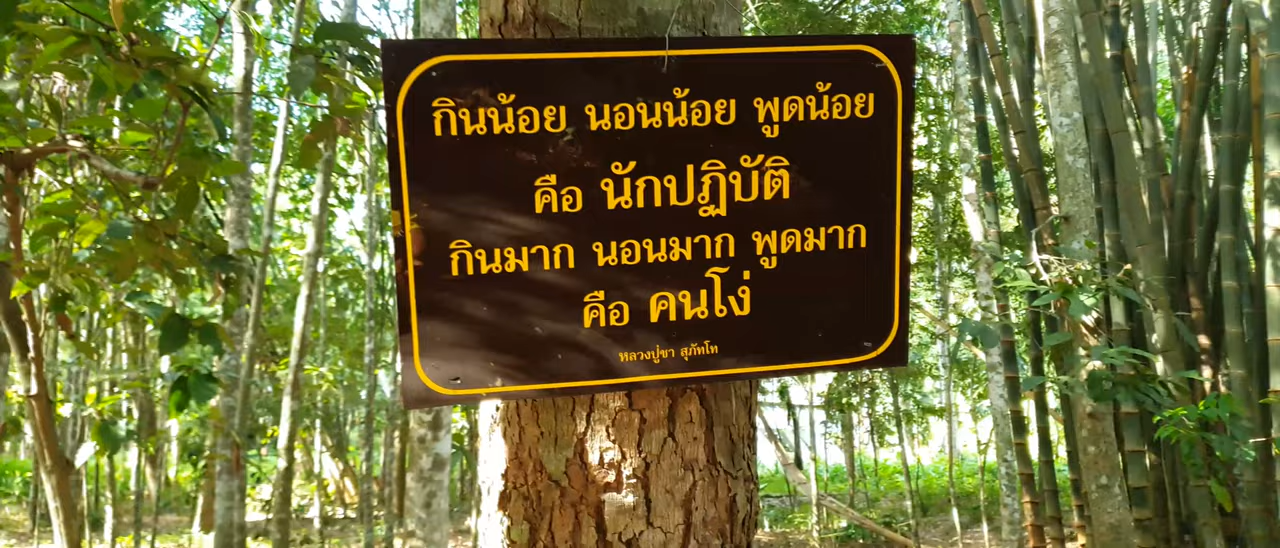 กินน้อย นอนน้อย พูดน้อย
คือ นักปฏิบัติ
กินมาก นอนมาก พูดมาก
คือ คนโง่
หลวงปู่ชา สุภัทโท